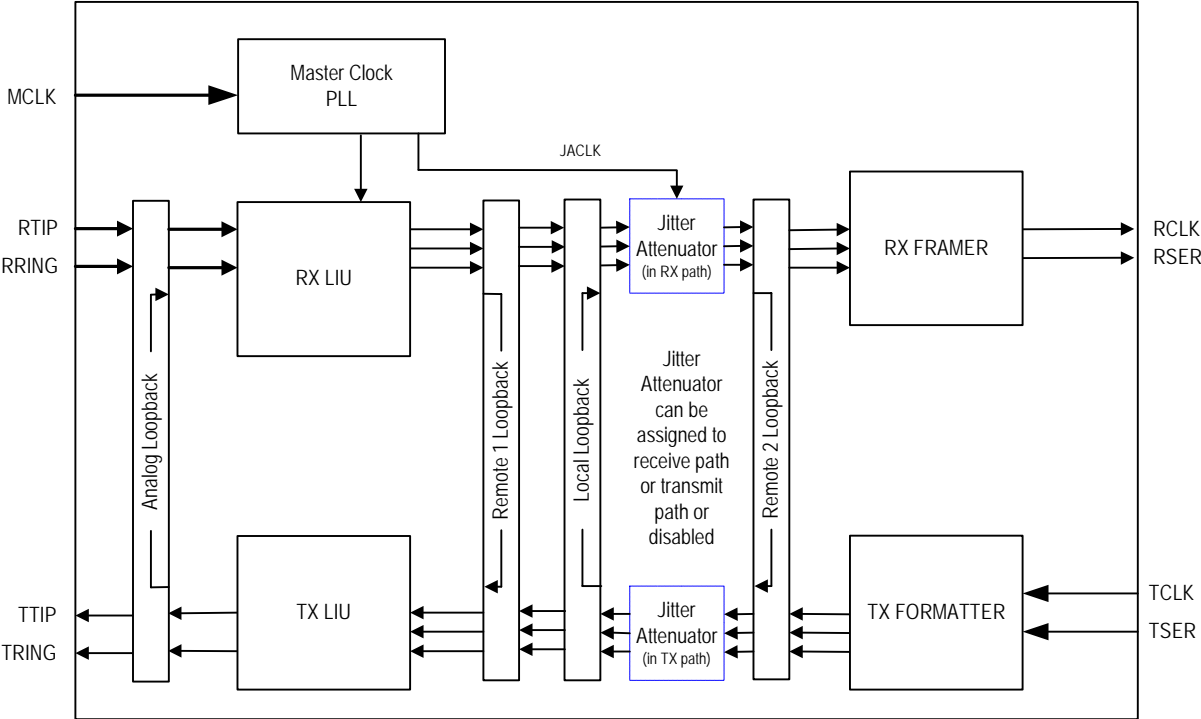 MCLK
Master Clock
PLL
JACLK
RTIP
RRING
RX LIU
Jitter
Attenuator
(in RX path)
RX FRAMER
RCLK
RSER
Analog Loopback
Remote 1 Loopback
Local Loopback
Jitter
Attenuator
can be
assigned to
receive path
or transmit
path or
disabled
Remote 2 Loopback
TTIP
TRING
TX LIU
Jitter
Attenuator
(in TX path)
TX FORMATTER
TCLK
TSER